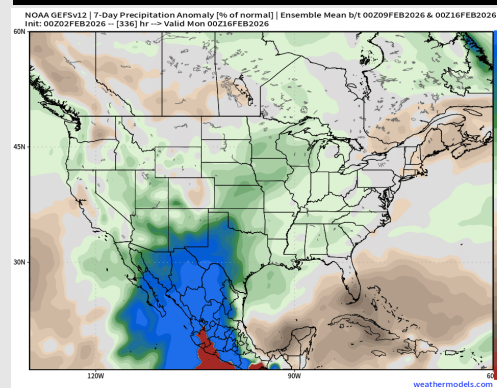 NOAA GEFSv12 | 7-Day Precipitation Anomaly [% of normal] | Ensemble Mean b/t 00Z09FEB2026 & 00Z16FEB2026
Init: 00Z02FEB2026 -- [336] hr --> Valid Mon 00Z16FEB2026
60N
45N
30N
120W
90W
60
weathermodels.com